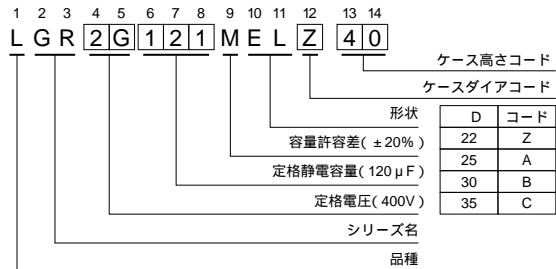 1 2 3 4 5 6 7 8 9 10 11 12 13 14
L G R 2 G 1 2 1 M E L Z 4 0
ケース高さコード
ケースダイアコード
形状
容量許容差( ±20% )
定格静電容量( 120 μ F )
定格電圧( 400V )
シリーズ名
品種
D コード
22 Z
25 A
30 B
35 C